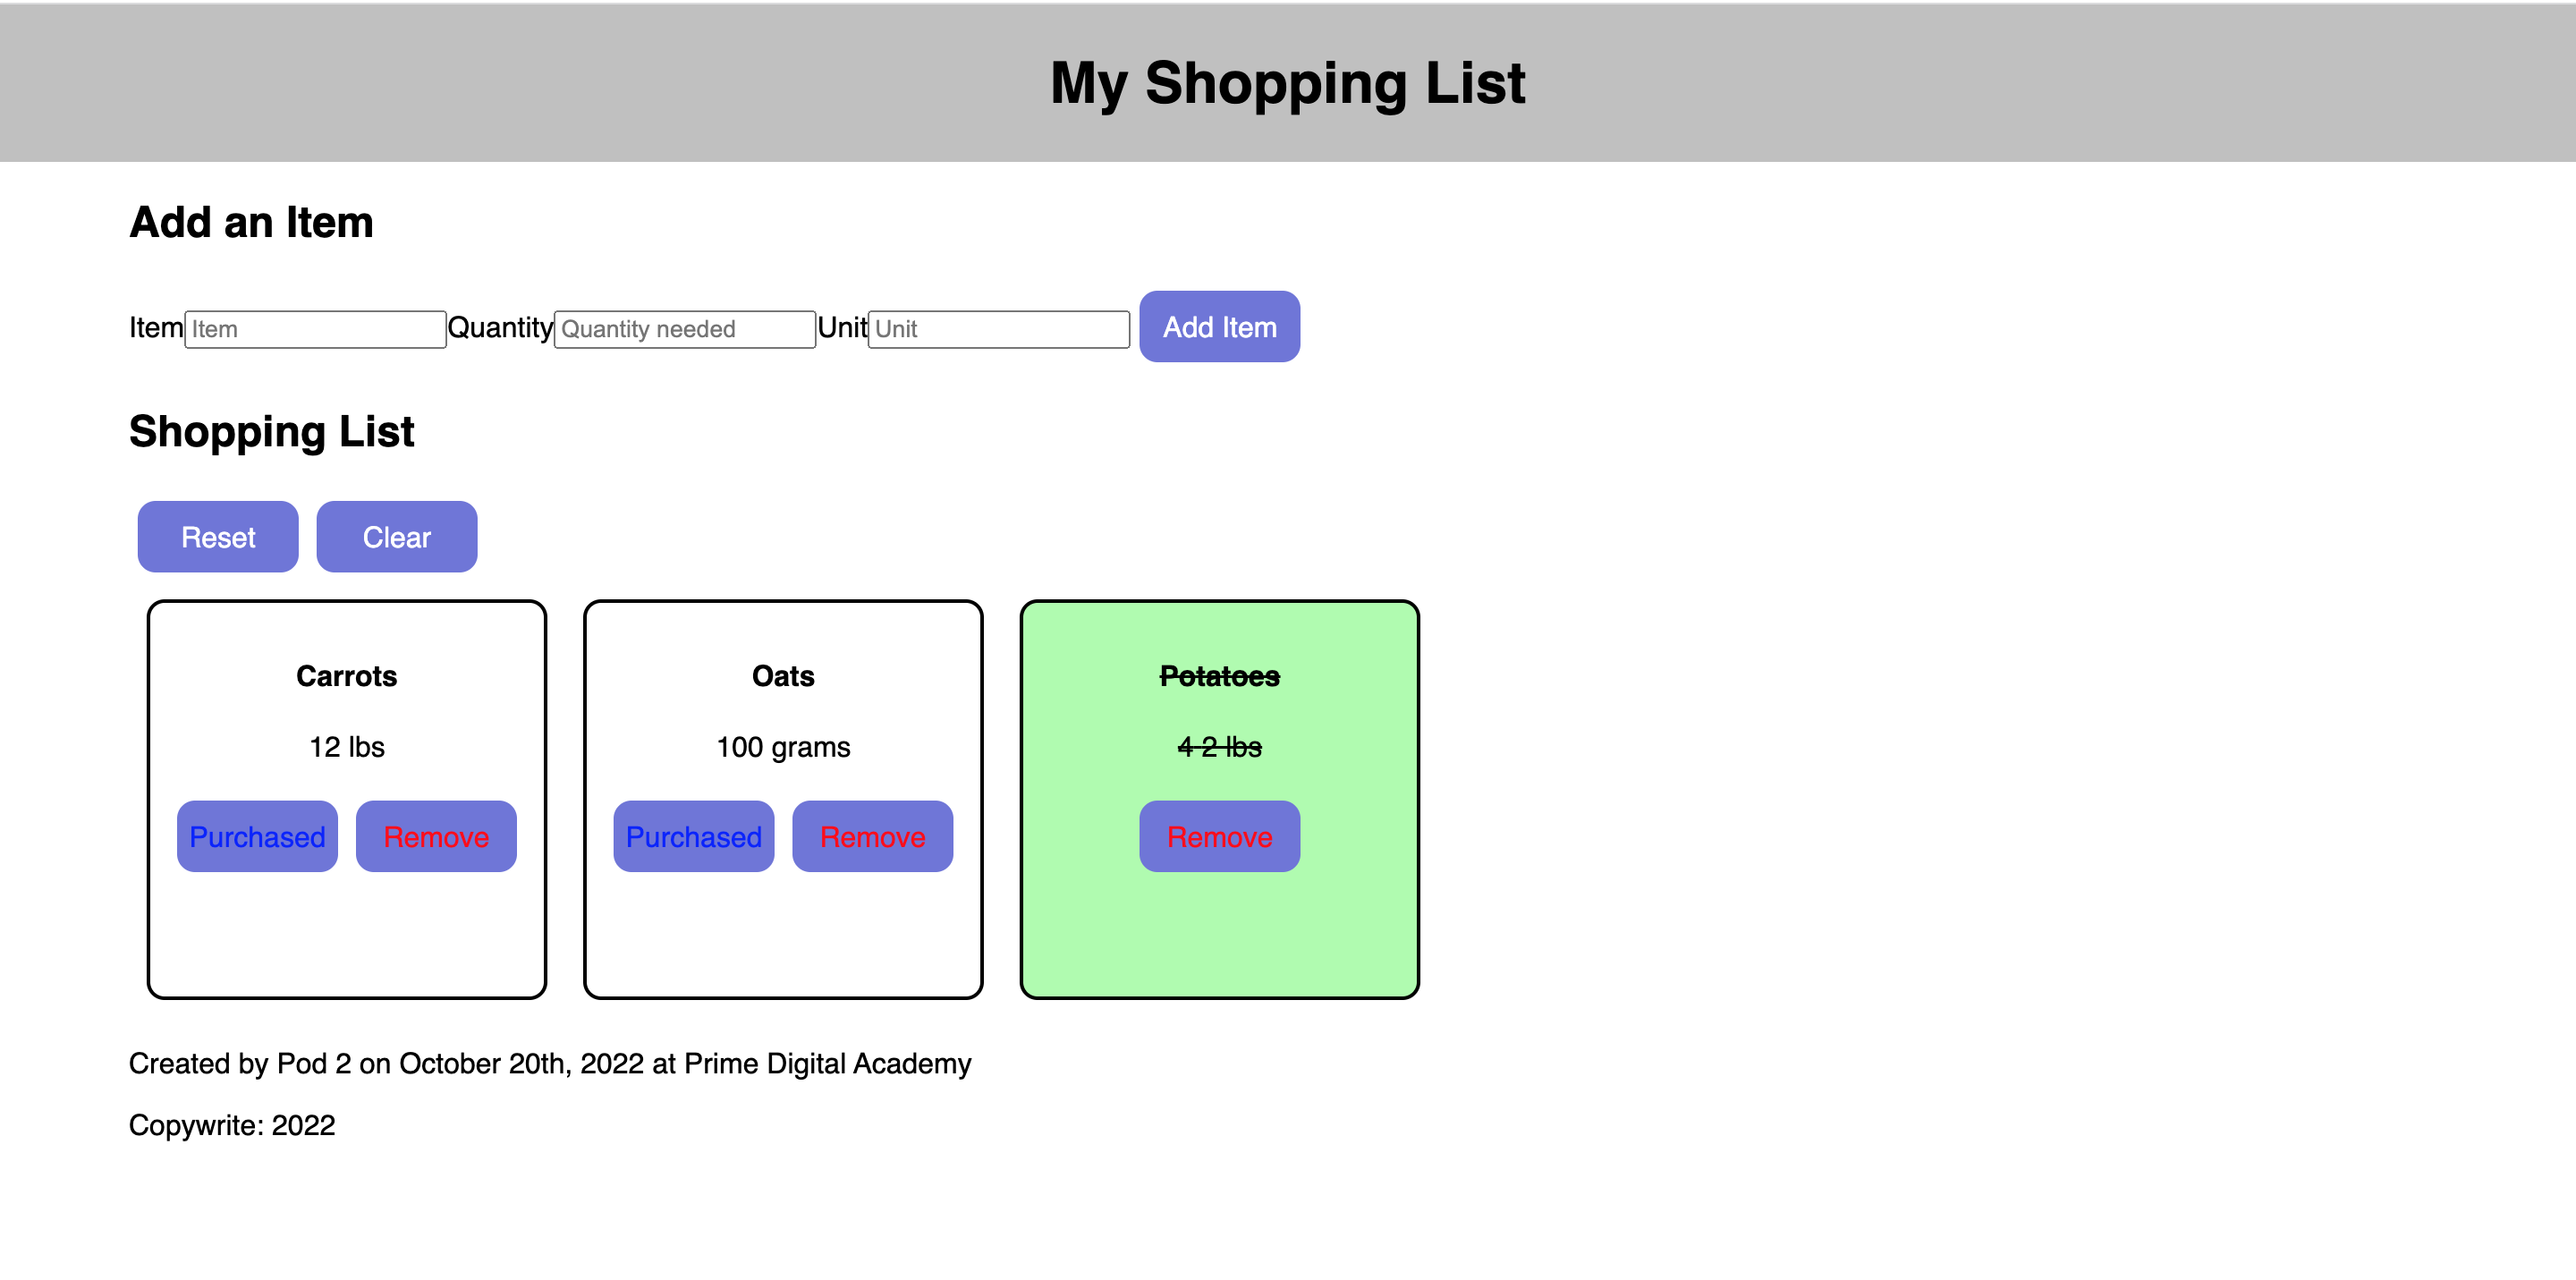 My Shopping List
Add an Item
Item Item Quantity Quantity needed Unit Unit Add Item
Shopping List
Reset Clear
Carrots Oats Potatoes
12 lbs 100 grams 4 2 lbs
Purchased Remove Purchased Remove Remove
Created by Pod 2 on October 20th, 2022 at Prime Digital Academy
Copywrite: 2022